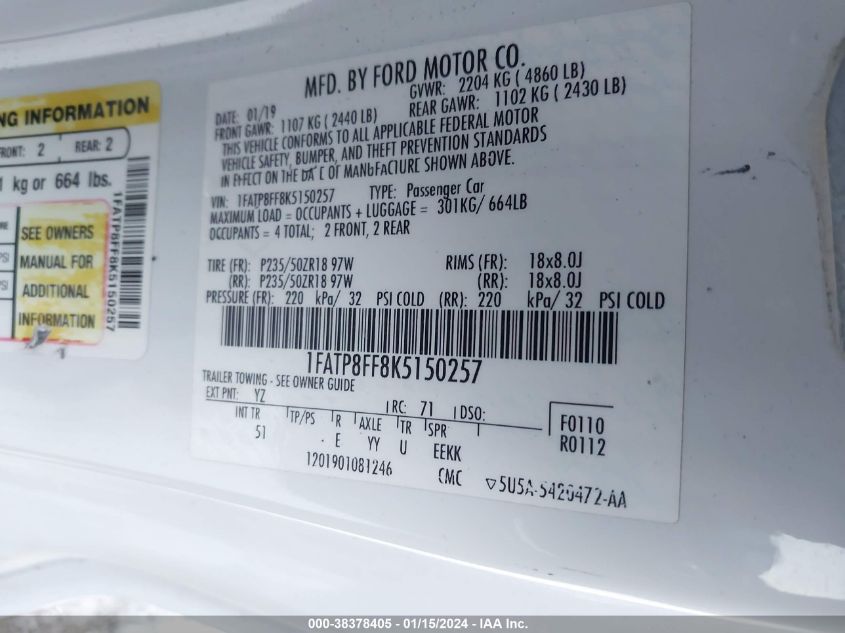 NG INFORMATION
FRONT: 2 REAR: 2
kg or 664 lbs.
SEE OWNERS
MANUAL FOR
ADDITIONAL
INFORMATION
1FATP8FF8K5150257
MFD. BY FORD MOTOR CO.
DATE: 01/19 GVWR: 2204 KG ( 4860 LB)
FRONT GAWR: 1107 KG ( 2440 LB) REAR GAWR: 1102 KG ( 2430 LB)
THIS VEHICLE CONFORMS TO ALL APPLICABLE FEDERAL MOTOR
VEHICLE SAFETY, BUMPER, AND THEFT PREVENTION STANDARDS
IN EFFECT ON THE DATE OF MANUFACTURE SHOWN ABOVE.
VIN: 1FATP8FF8K5150257 TYPE: Passenger Car
MAXIMUM LOAD = OCCUPANTS + LUGGAGE = 301KG/ 664LB
OCCUPANTS = 4 TOTAL; 2 FRONT, 2 REAR
TIRE (FR): P235/50ZR18 97W RIMS (FR): 18x8.0J
(RR): P235/50ZR18 97W (RR): 18x8.0J
PRESSURE (FR): 220 kPa/ 32 PSI COLD (RR): 220 kPa/ 32 PSI COLD
1FATP8FF8K5150257
TRAILER TOWING - SEE OWNER GUIDE
EXT PNT: YZ RC: 71 DSO:
INT TR TP/PS R AXLE TR SPR
51 E YY U EEKK
F0110
R0112
1201901081246 CMC ▽5U5A-5420472-AA
000-38378405 - 01/15/2024 - IAA Inc.